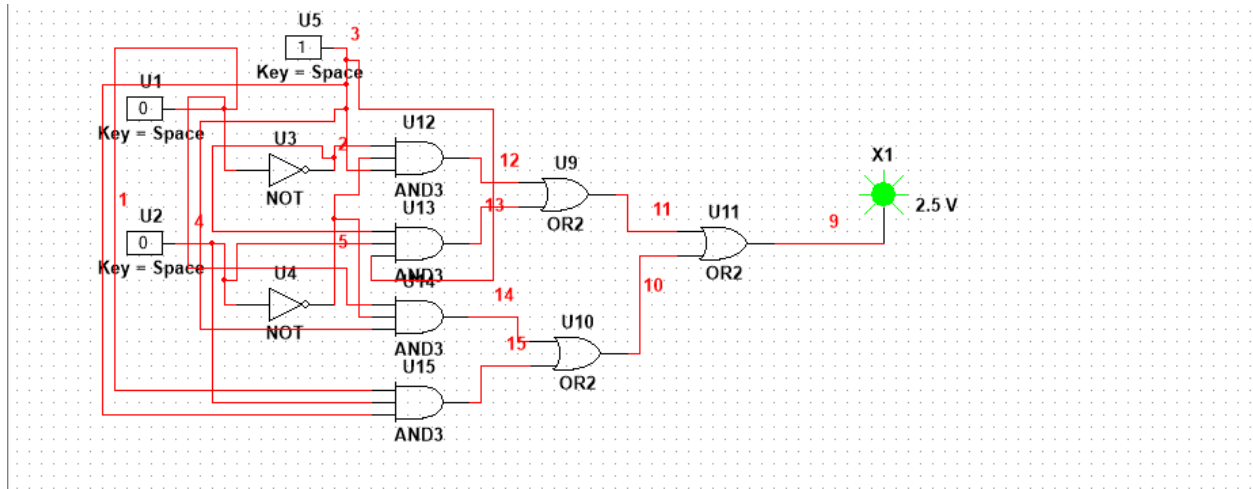 U5
3
1
Key = Space
U1
0
Key = Space
U12
U3
2
12
U9
X1
NOT
AND3
1
U2
4
U13
13
OR2
11
U11
9
2.5 V
0
5
Key = Space
U4
AND3
U14
OR2
14
10
NOT
U10
AND3
15
U15
OR2
AND3